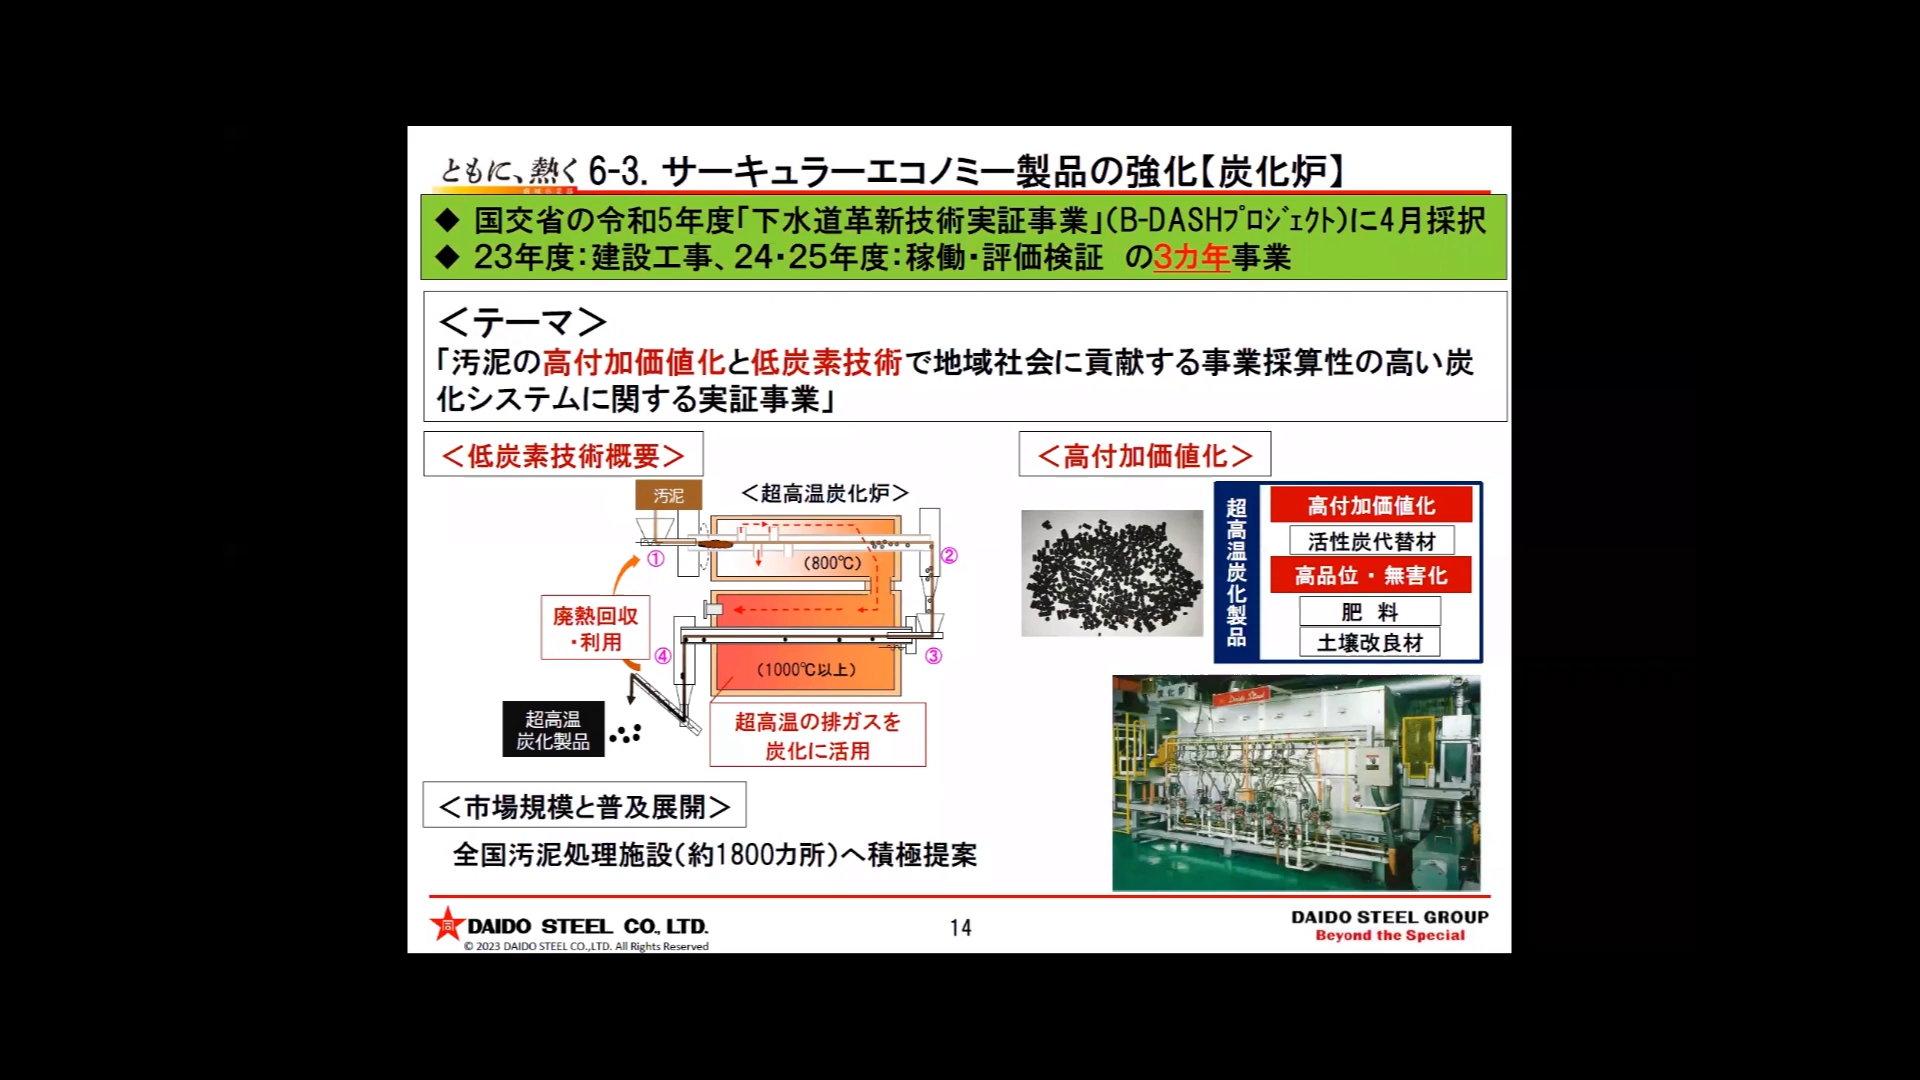 ともに、熱く 6-3. サーキュラーエコノミー製品の強化【炭化炉】
◆ 国交省の令和5年度「下水道革新技術実証事業」(B-DASHﾌﾟﾛｼﾞｪｸﾄ)に4月採択
◆ 23年度：建設工事、24・25年度：稼働・評価検証 の3カ年事業
＜テーマ＞
「汚泥の高付加価値化と低炭素技術で地域社会に貢献する事業採算性の高い炭
化システムに関する実証事業」
＜低炭素技術概要＞
汚泥
＜超高温炭化炉＞
①
(800℃)
②
廃熱回収
・利用
④
③
(1000℃以上)
超高温
炭化製品
超高温の排ガスを
炭化に活用
＜高付加価値化＞
超高温炭化製品
高付加価値化
活性炭代替材
高品位・無害化
肥 料
土壌改良材
炭化炉
Daido Steel
＜市場規模と普及展開＞
全国汚泥処理施設(約1800カ所)へ積極提案
同 DAIDO STEEL CO., LTD.
© 2023 DAIDO STEEL CO.,LTD. All Rights Reserved
14
DAIDO STEEL GROUP
Beyond the Special